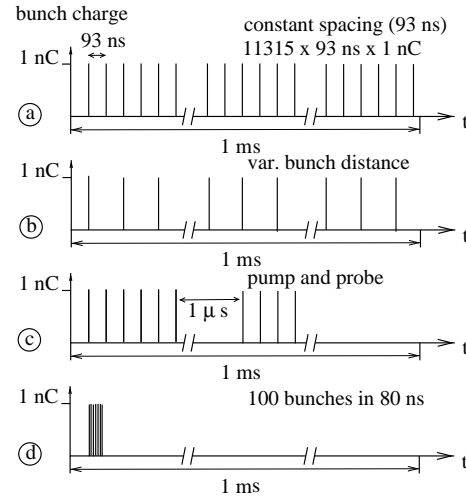 bunch charge
constant spacing (93 ns)
93 ns
11315 x 93 ns x 1 nC
1 nC
a
t
1 ms
var. bunch distance
1 nC
b
t
1 ms
pump and probe
1 nC
1 μ s
c
t
1 ms
100 bunches in 80 ns
1 nC
d
t
1 ms